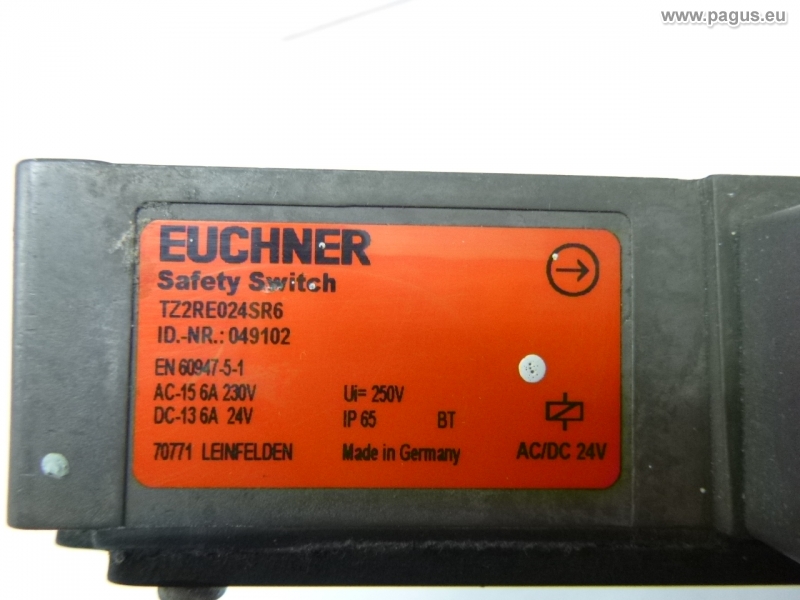 www.pagus.eu
EUCHNER
Safety Switch
TZ2RE024SR6
ID.-NR.: 049102
EN 60947-5-1
AC-15 6A 230V Ui= 250V
DC-13 6A 24V IP 65 BT
70771 LEINFELDEN Made in Germany AC/DC 24V